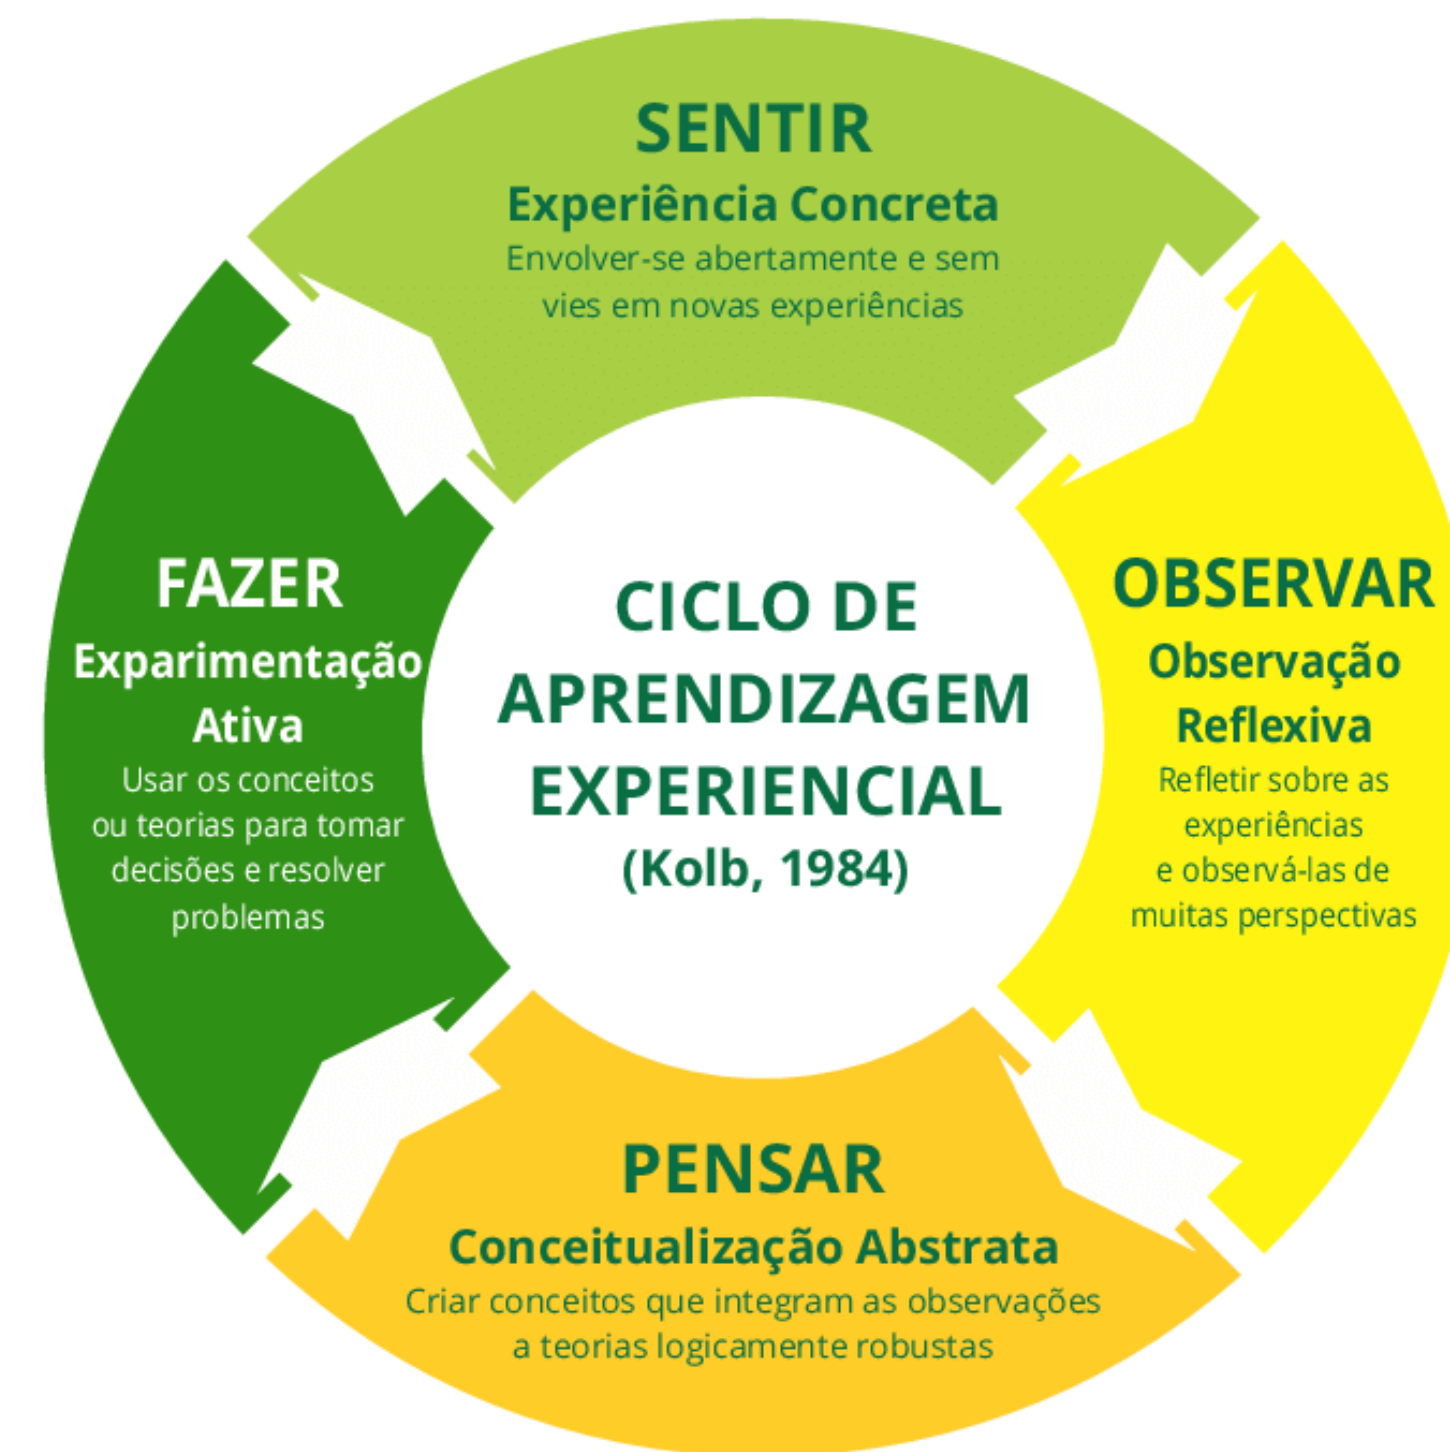 SENTIR
Experiência Concreta
Envolver-se abertamente e sem
vies em novas experiências
FAZER
Exparimentação
Ativa
Usar os conceitos
ou teorias para tomar
decisões e resolver
problemas
CICLO DE
APRENDIZAGEM
EXPERIENCIAL
(Kolb, 1984)
OBSERVAR
Observação
Reflexiva
Refletir sobre as
experiências
e observá-las de
muitas perspectivas
PENSAR
Conceitualização Abstrata
Criar conceitos que integram as observações
a teorias logicamente robustas